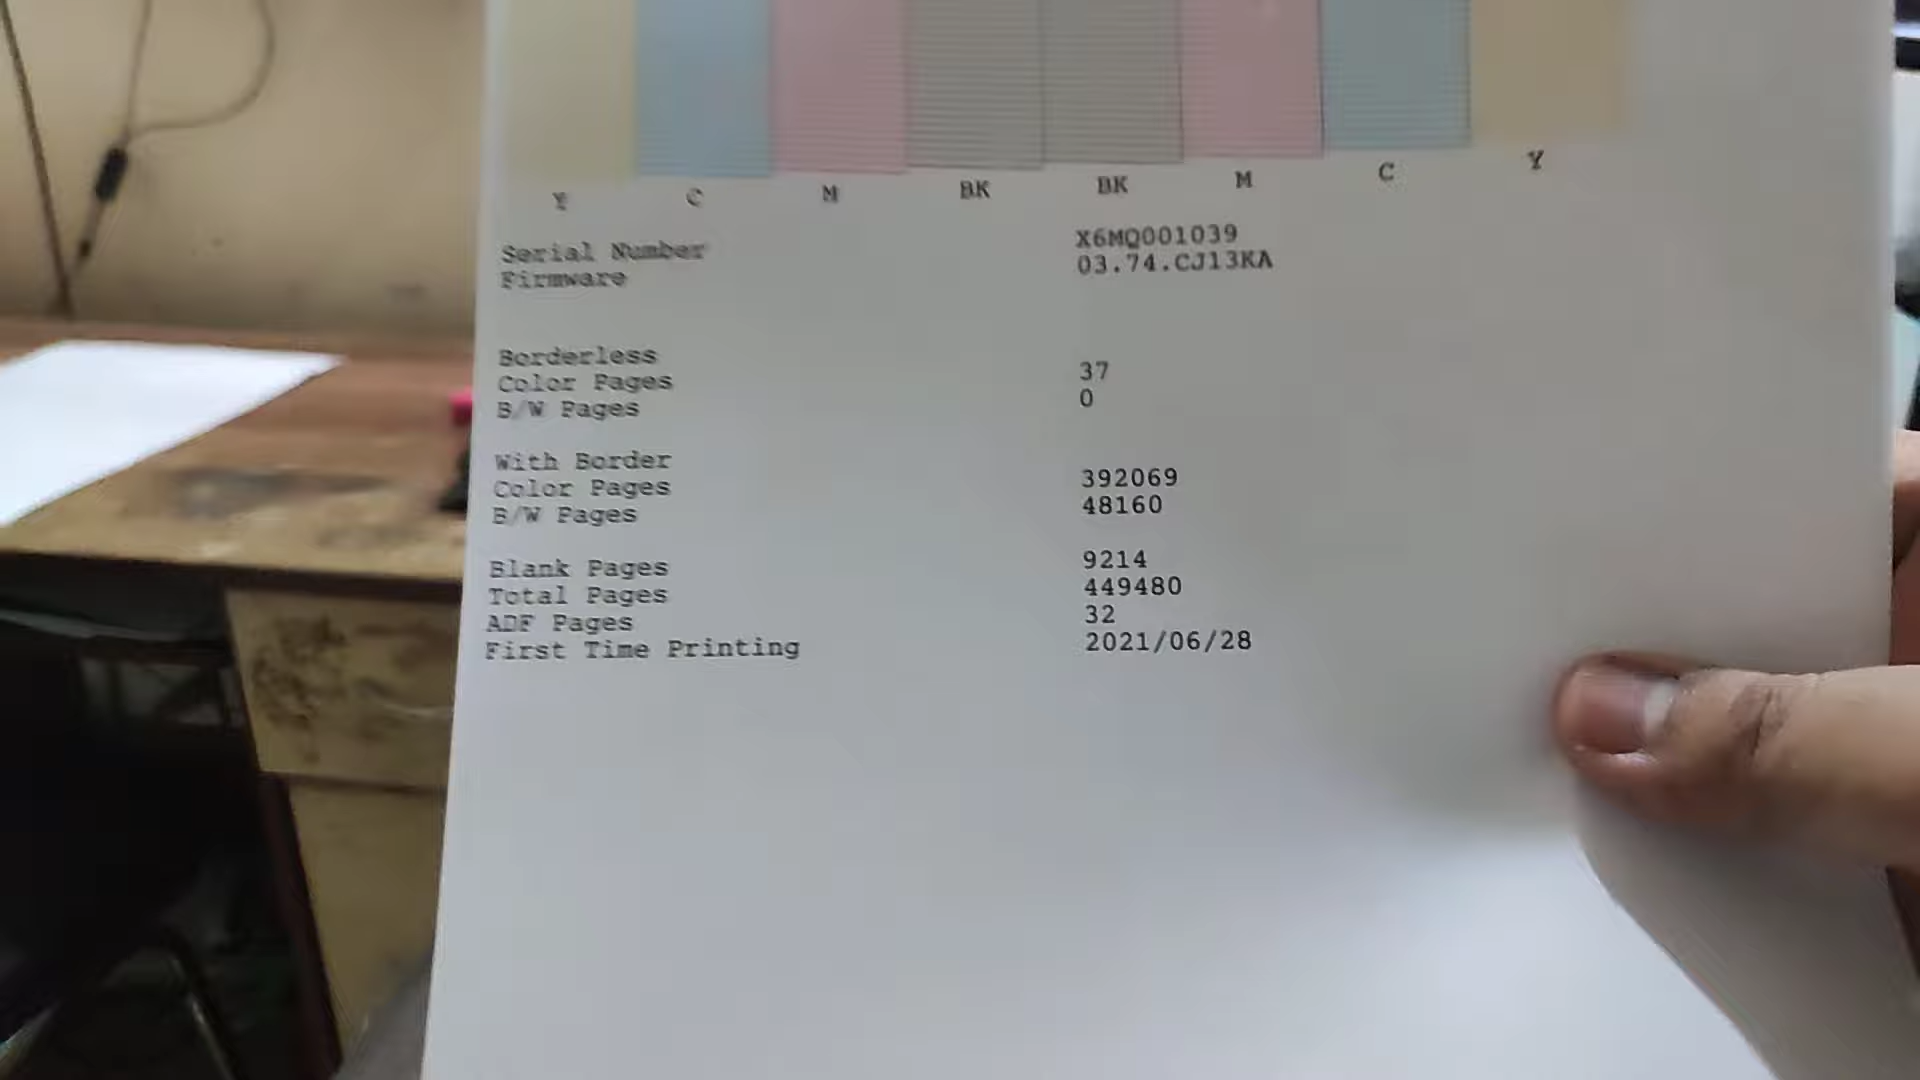 Y C M BK BK M C Y
Serial Number X6MQ001039
Firmware 03.74.CJ13KA
Borderless
Color Pages 37
B/W Pages 0
With Border
Color Pages 392069
B/W Pages 48160
Blank Pages 9214
Total Pages 449480
ADF Pages 32
First Time Printing 2021/06/28